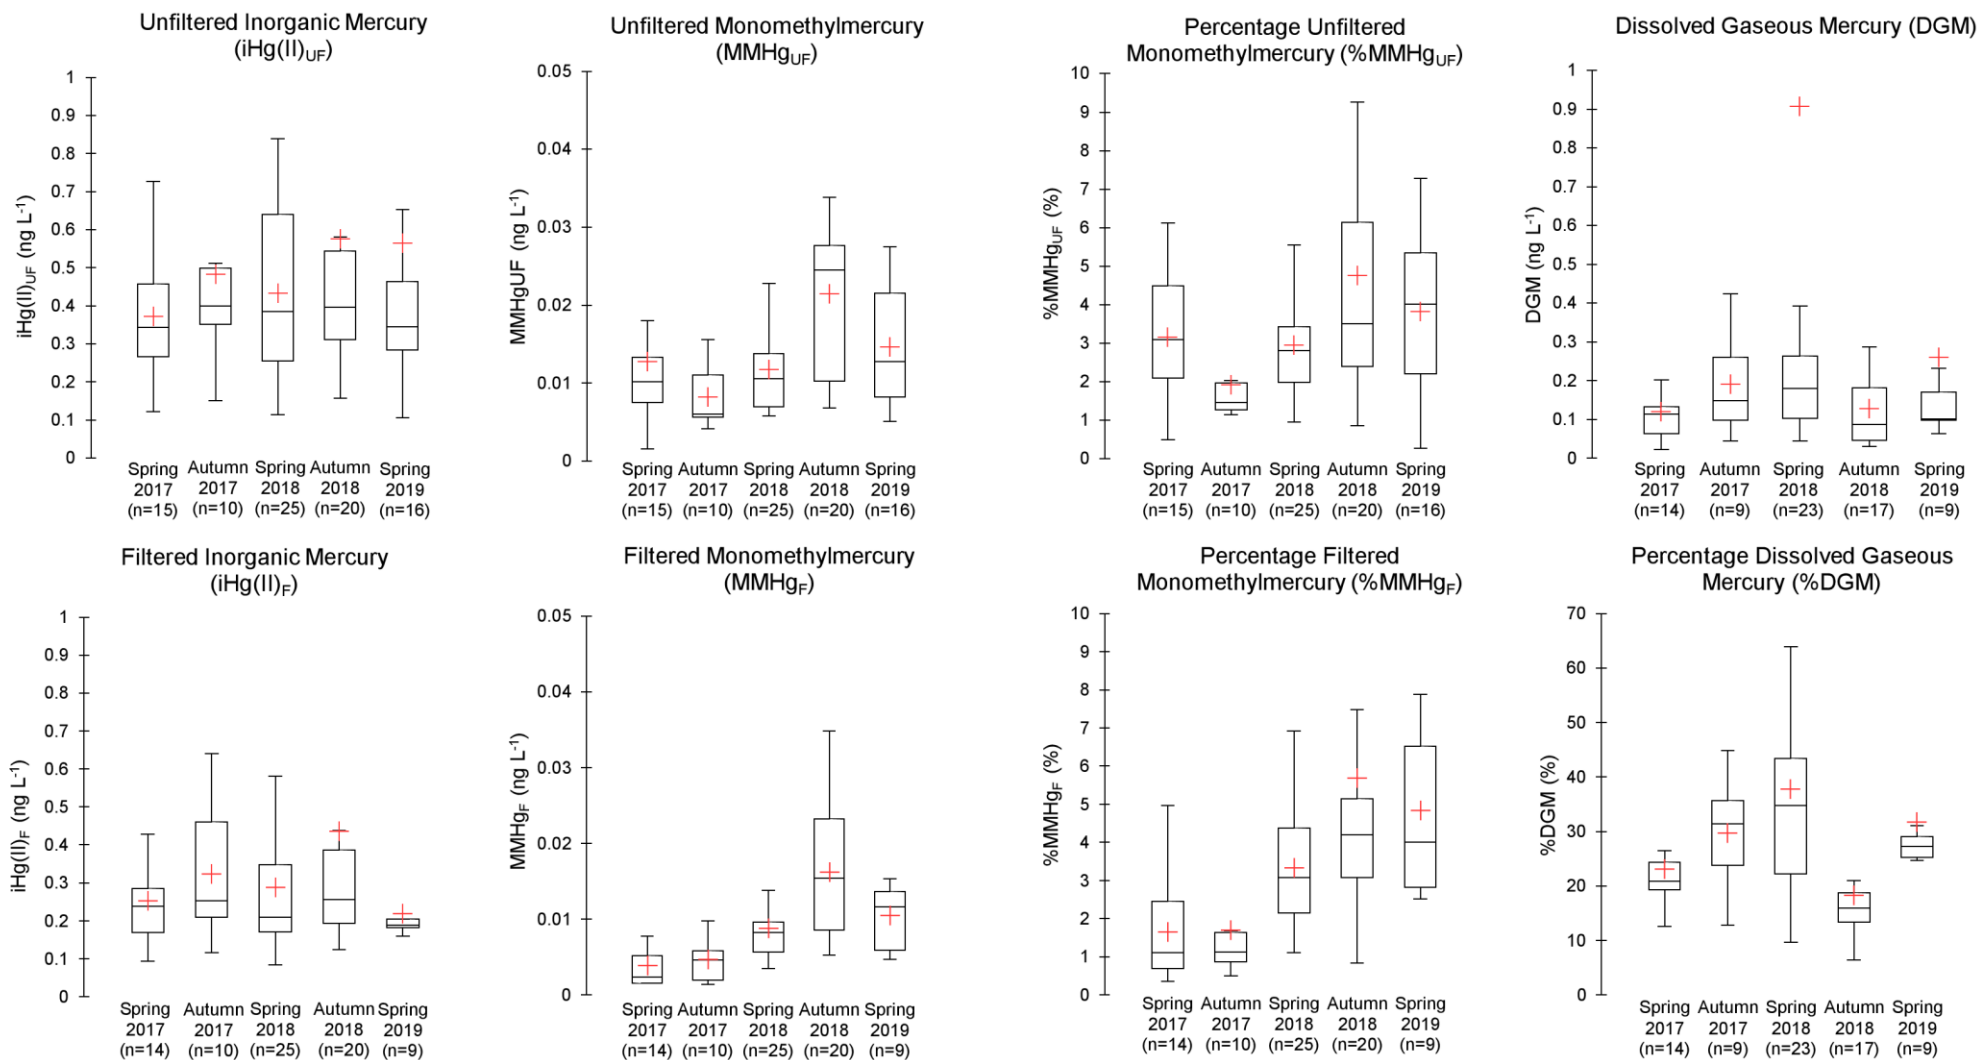 Unfiltered Inorganic Mercury
(iHg(II)UF)
iHg(II)UF (ng L-1)
1
0.9
0.8
0.7
0.6
0.5
0.4
0.3
0.2
0.1
0
Spring 2017 (n=15)
Autumn 2017 (n=10)
Spring 2018 (n=25)
Autumn 2018 (n=20)
Spring 2019 (n=16)
Unfiltered Monomethylmercury
(MMHgUF)
MMHgUF (ng L-1)
0.05
0.04
0.03
0.02
0.01
0
Spring 2017 (n=15)
Autumn 2017 (n=10)
Spring 2018 (n=25)
Autumn 2018 (n=20)
Spring 2019 (n=16)
Percentage Unfiltered
Monomethylmercury (%MMHgUF)
%MMHgUF (%)
10
9
8
7
6
5
4
3
2
1
0
Spring 2017 (n=15)
Autumn 2017 (n=10)
Spring 2018 (n=25)
Autumn 2018 (n=20)
Spring 2019 (n=16)
Dissolved Gaseous Mercury (DGM)
DGM (ng L-1)
1
0.9
0.8
0.7
0.6
0.5
0.4
0.3
0.2
0.1
0
Spring 2017 (n=14)
Autumn 2017 (n=9)
Spring 2018 (n=23)
Autumn 2018 (n=17)
Spring 2019 (n=9)
Filtered Inorganic Mercury
(iHg(II)F)
iHg(II)F (ng L-1)
1
0.9
0.8
0.7
0.6
0.5
0.4
0.3
0.2
0.1
0
Spring 2017 (n=14)
Autumn 2017 (n=10)
Spring 2018 (n=25)
Autumn 2018 (n=20)
Spring 2019 (n=9)
Filtered Monomethylmercury
(MMHgF)
MMHgF (ng L-1)
0.05
0.04
0.03
0.02
0.01
0
Spring 2017 (n=14)
Autumn 2017 (n=10)
Spring 2018 (n=25)
Autumn 2018 (n=20)
Spring 2019 (n=9)
Percentage Filtered
Monomethylmercury (%MMHgF)
%MMHgF (%)
10
9
8
7
6
5
4
3
2
1
0
Spring 2017 (n=14)
Autumn 2017 (n=10)
Spring 2018 (n=25)
Autumn 2018 (n=20)
Spring 2019 (n=9)
Percentage Dissolved Gaseous
Mercury (%DGM)
%DGM (%)
70
60
50
40
30
20
10
0
Spring 2017 (n=14)
Autumn 2017 (n=9)
Spring 2018 (n=23)
Autumn 2018 (n=17)
Spring 2019 (n=9)